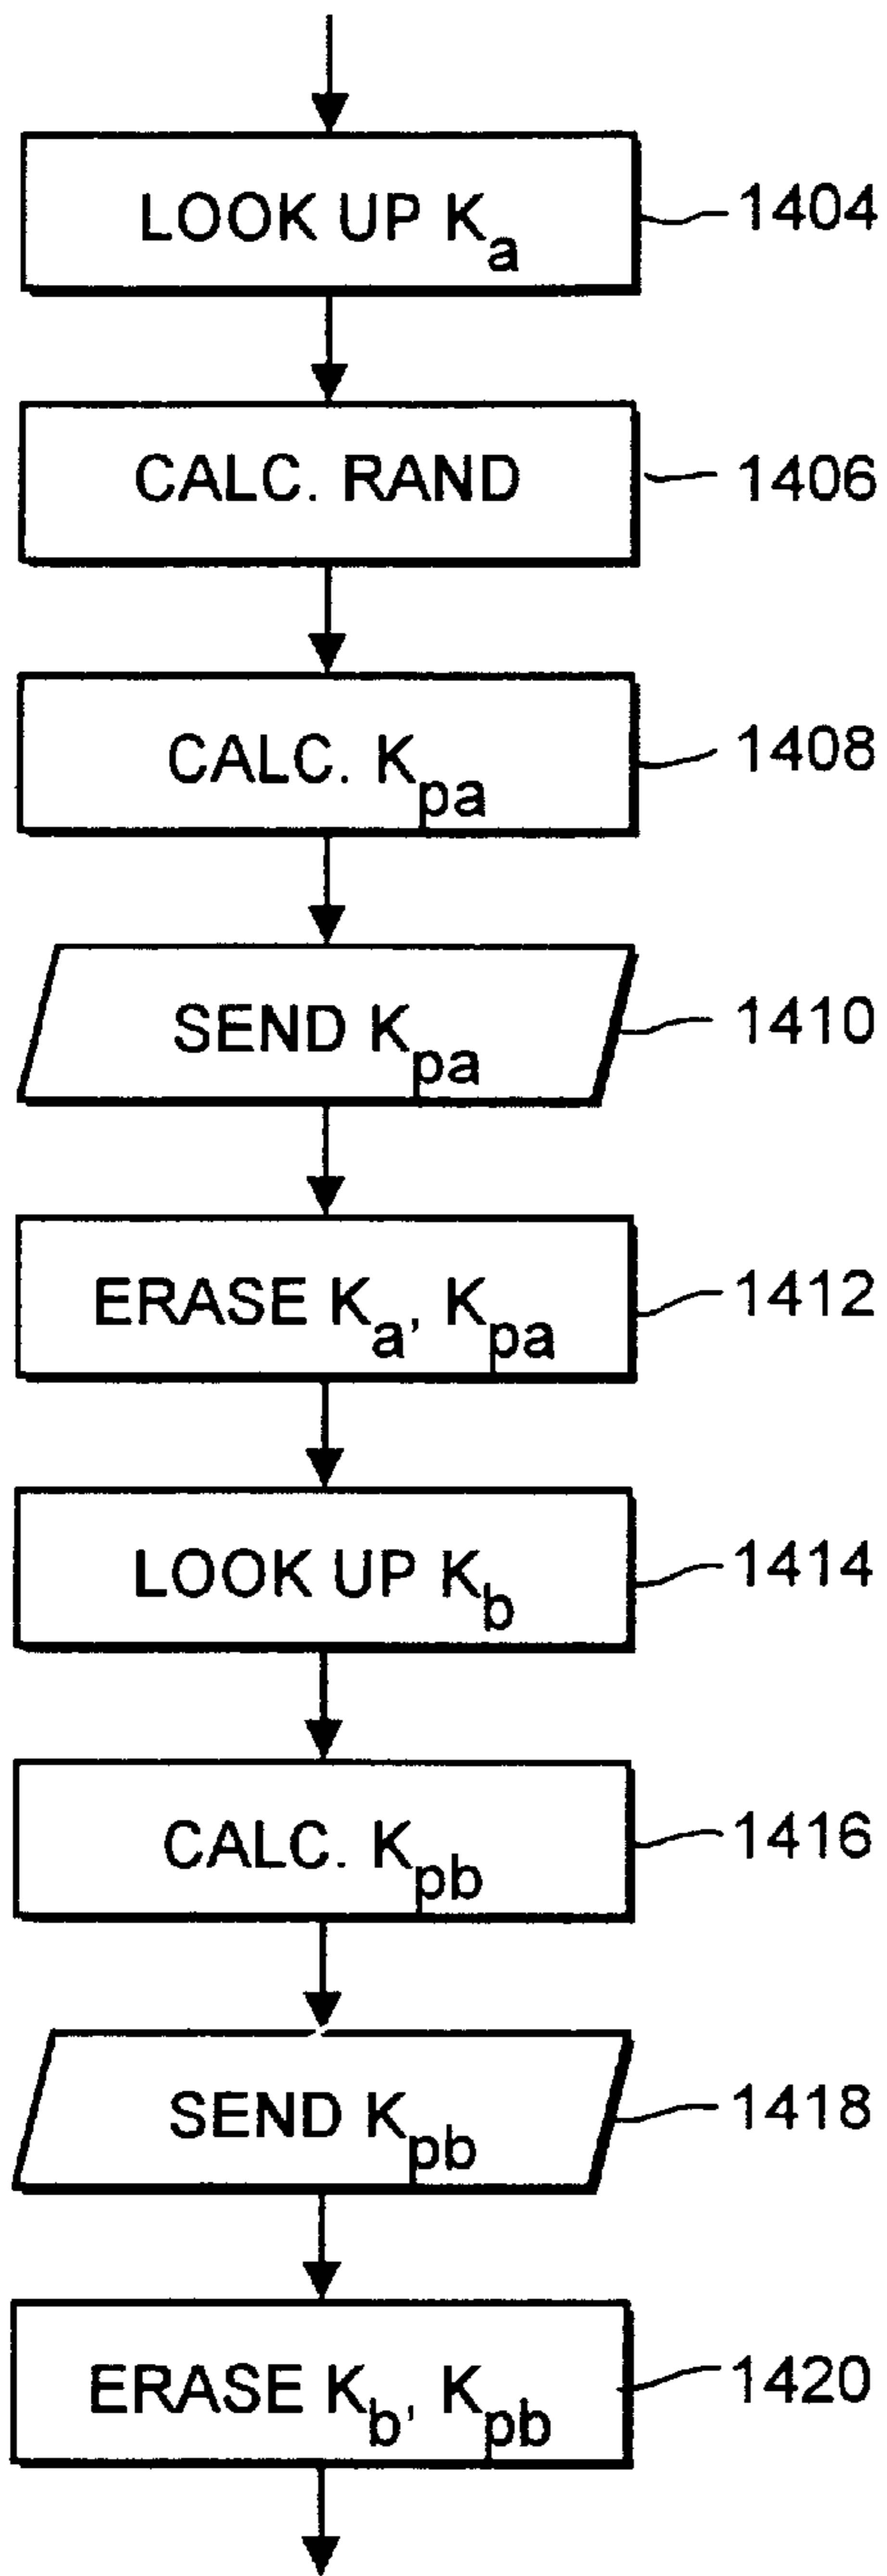 LOOK UP Ka 1404
CALC. RAND 1406
CALC. Kpa 1408
SEND Kpa 1410
ERASE Ka, Kpa 1412
LOOK UP Kb 1414
CALC. Kpb 1416
SEND Kpb 1418
ERASE Kb, Kpb 1420